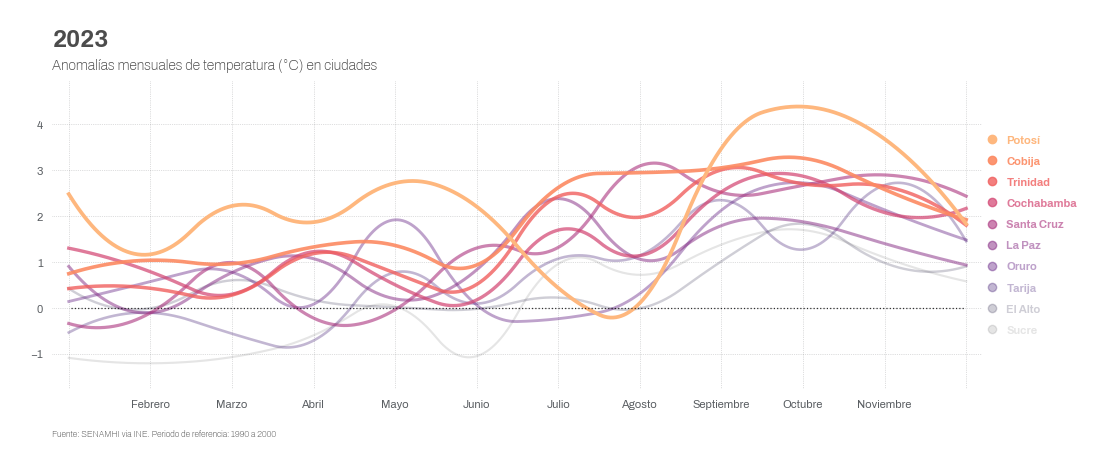 2023
Anomalías mensuales de temperatura (°C) en ciudades
4
3
2
1
0
−1
Febrero Marzo Abril Mayo Junio Julio Agosto Septiembre Octubre Noviembre
Potosí
Cobija
Trinidad
Cochabamba
Santa Cruz
La Paz
Oruro
Tarija
El Alto
Sucre
Fuente: SENAMHI via INE. Periodo de referencia: 1990 a 2000